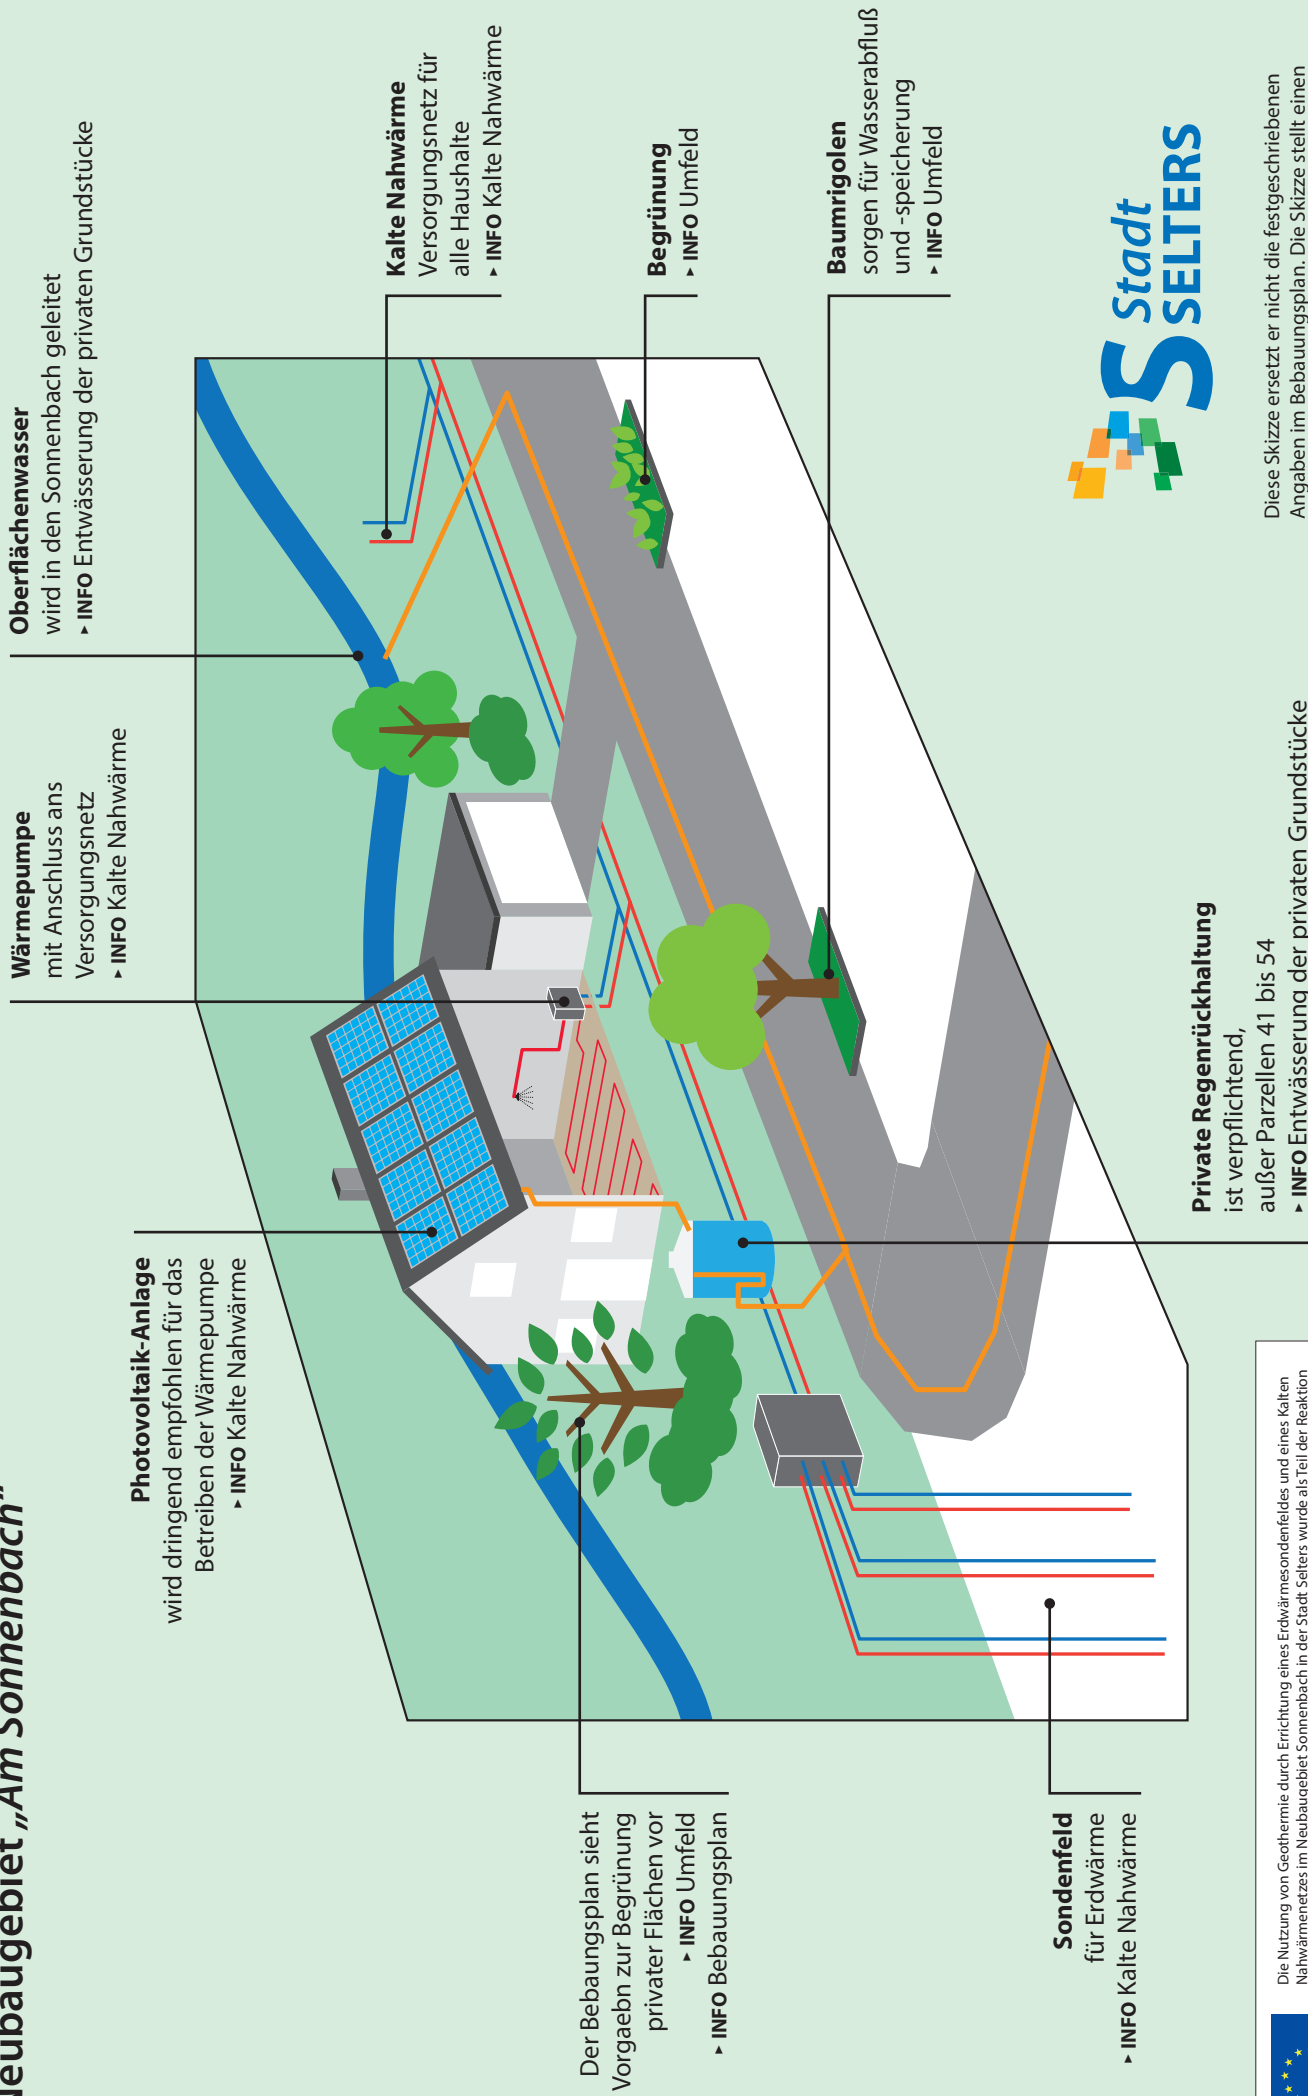 Neubaugebiet „Am Sonnenbach“
Photovoltaik-Anlage
wird dringend empfohlen für das
Betreiben der Wärmepumpe
▸ INFO Kalte Nahwärme
Wärmepumpe
mit Anschluss ans
Versorgungsnetz
▸ INFO Kalte Nahwärme
Oberflächenwasser
wird in den Sonnenbach geleitet
▸ INFO Entwässerung der privaten Grundstücke
Kalte Nahwärme
Versorgungsnetz für
alle Haushalte
▸ INFO Kalte Nahwärme
Begrünung
▸ INFO Umfeld
Baumrigolen
sorgen für Wasserabfluß
und -speicherung
▸ INFO Umfeld
Der Bebaungsplan sieht
Vorgaebn zur Begrünung
privater Flächen vor
▸ INFO Umfeld
▸ INFO Bebauungsplan
Sondenfeld
für Erdwärme
▸ INFO Kalte Nahwärme
Private Regenrückhaltung
ist verpflichtend,
außer Parzellen 41 bis 54
▸ INFO Entwässerung der privaten Grundstücke
Stadt
SELTERS
Diese Skizze ersetzt er nicht die festgeschriebenen
Angaben im Bebauungsplan. Die Skizze stellt einen
Die Nutzung von Geothermie durch Errichtung eines Erdwärmesondenfeldes und eines Kalten
Nahwärmenetzes im Neubaugebiet Sonnenbach in der Stadt Selters wurde als Teil der Reaktion